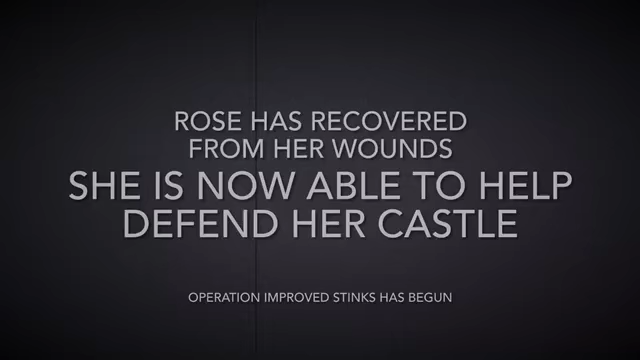 ROSE HAS RECOVERED
FROM HER WOUNDS
SHE IS NOW ABLE TO HELP
DEFEND HER CASTLE
OPERATION IMPROVED STINKS HAS BEGUN